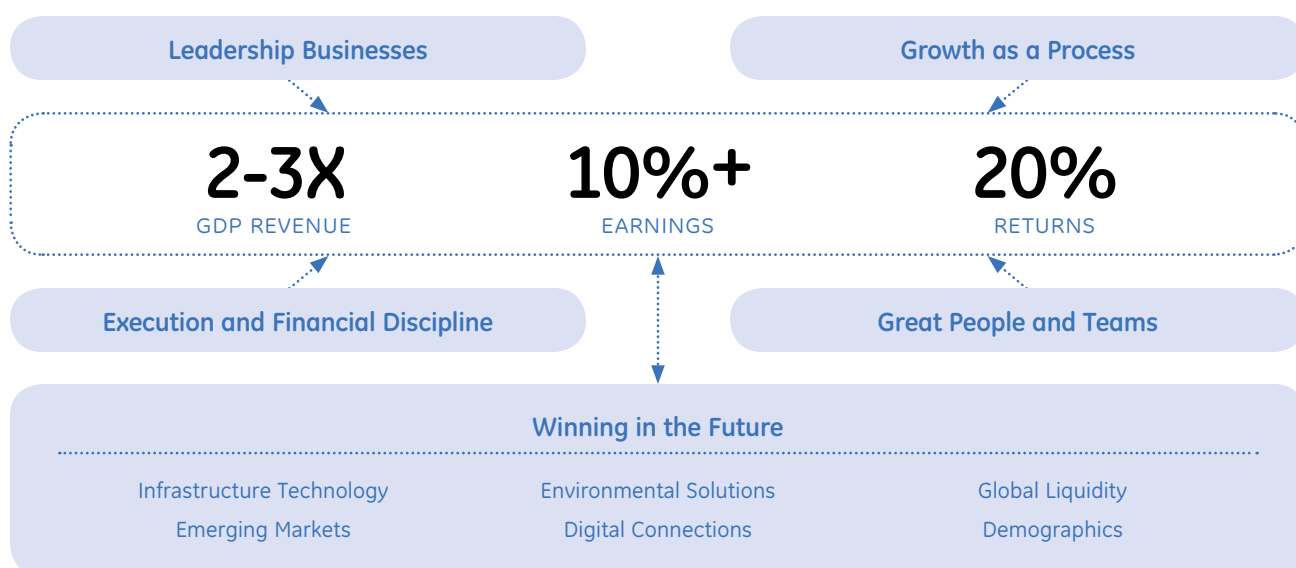 Leadership Businesses
Growth as a Process
2-3X
10%+
20%
GDP REVENUE
EARNINGS
RETURNS
Execution and Financial Discipline
Great People and Teams
Winning in the Future
Infrastructure Technology
Environmental Solutions
Global Liquidity
Emerging Markets
Digital Connections
Demographics